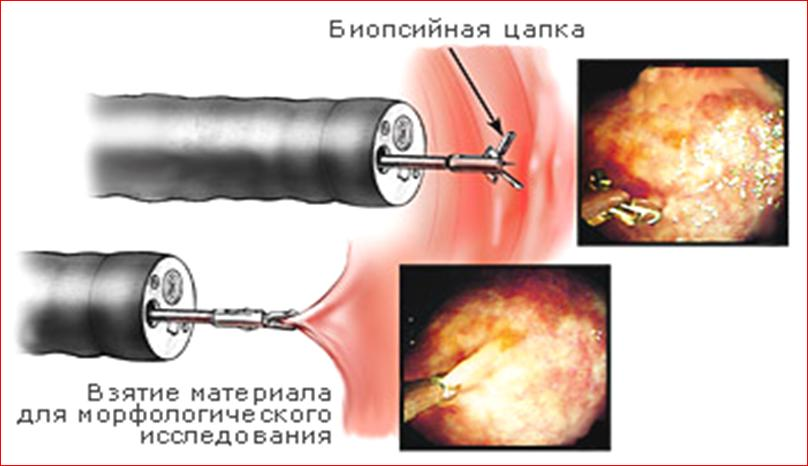 Биопсийная цапка
Взятие материала
для морфологического
исследования